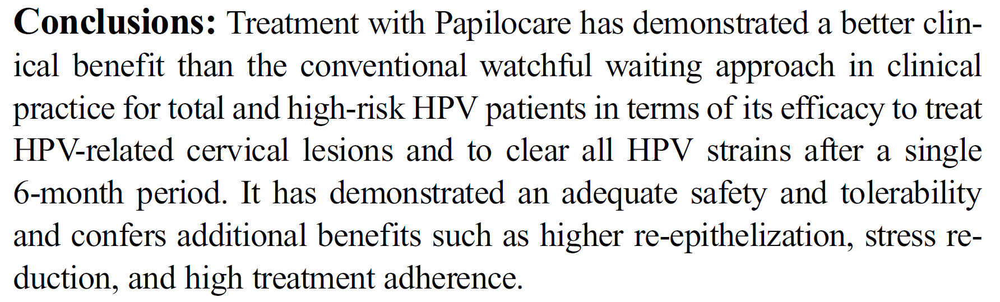 Conclusions: Treatment with Papilocare has demonstrated a better clin-
ical benefit than the conventional watchful waiting approach in clinical
practice for total and high-risk HPV patients in terms of its efficacy to treat
HPV-related cervical lesions and to clear all HPV strains after a single
6-month period. It has demonstrated an adequate safety and tolerability
and confers additional benefits such as higher re-epithelization, stress re-
duction, and high treatment adherence.